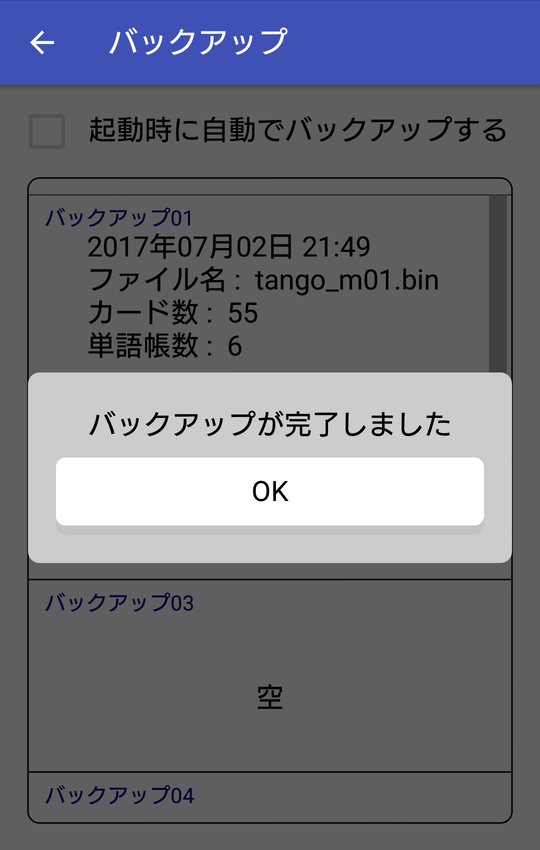 バックアップ
起動時に自動でバックアップする
バックアップ01
2017年07月02日 21:49
ファイル名： tango_m01.bin
カード数： 55
単語帳数： 6
バックアップが完了しました
OK
バックアップ03
空
バックアップ04